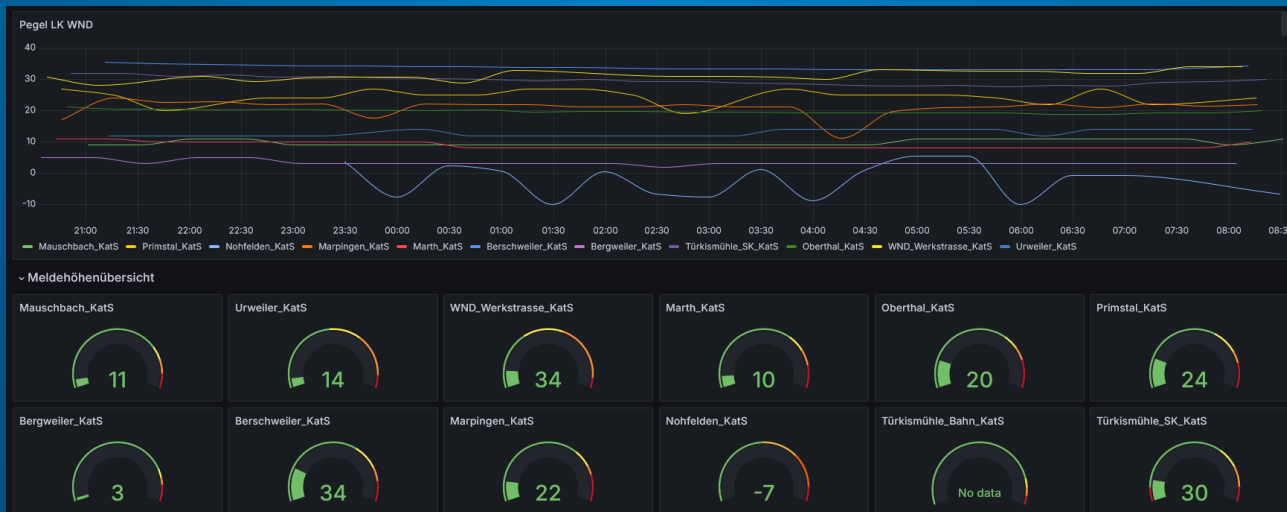 Pegel LK WND
40
30
20
10
0
-10
21:00 21:30 22:00 22:30 23:00 23:30 00:00 00:30 01:00 01:30 02:00 02:30 03:00 03:30 04:00 04:30 05:00 05:30 06:00 06:30 07:00 07:30 08:00 08:3
Mauschbach_KatS Primstal_KatS Nohfelden_KatS Marpingen_KatS Marth_KatS Berschweiler_KatS Bergweiler_KatS Türkismühle_SK_KatS Oberthal_KatS WND_Werkstrasse_KatS Urweiler_KatS
Meldehöhenübersicht
Mauschbach_KatS Urweiler_KatS WND_Werkstrasse_KatS Marth_KatS Oberthal_KatS Primstal_KatS
11 14 34 10 20 24
Bergweiler_KatS Berschweiler_KatS Marpingen_KatS Nohfelden_KatS Türkismühle_Bahn_KatS Türkismühle_SK_KatS
3 34 22 -7 No data 30